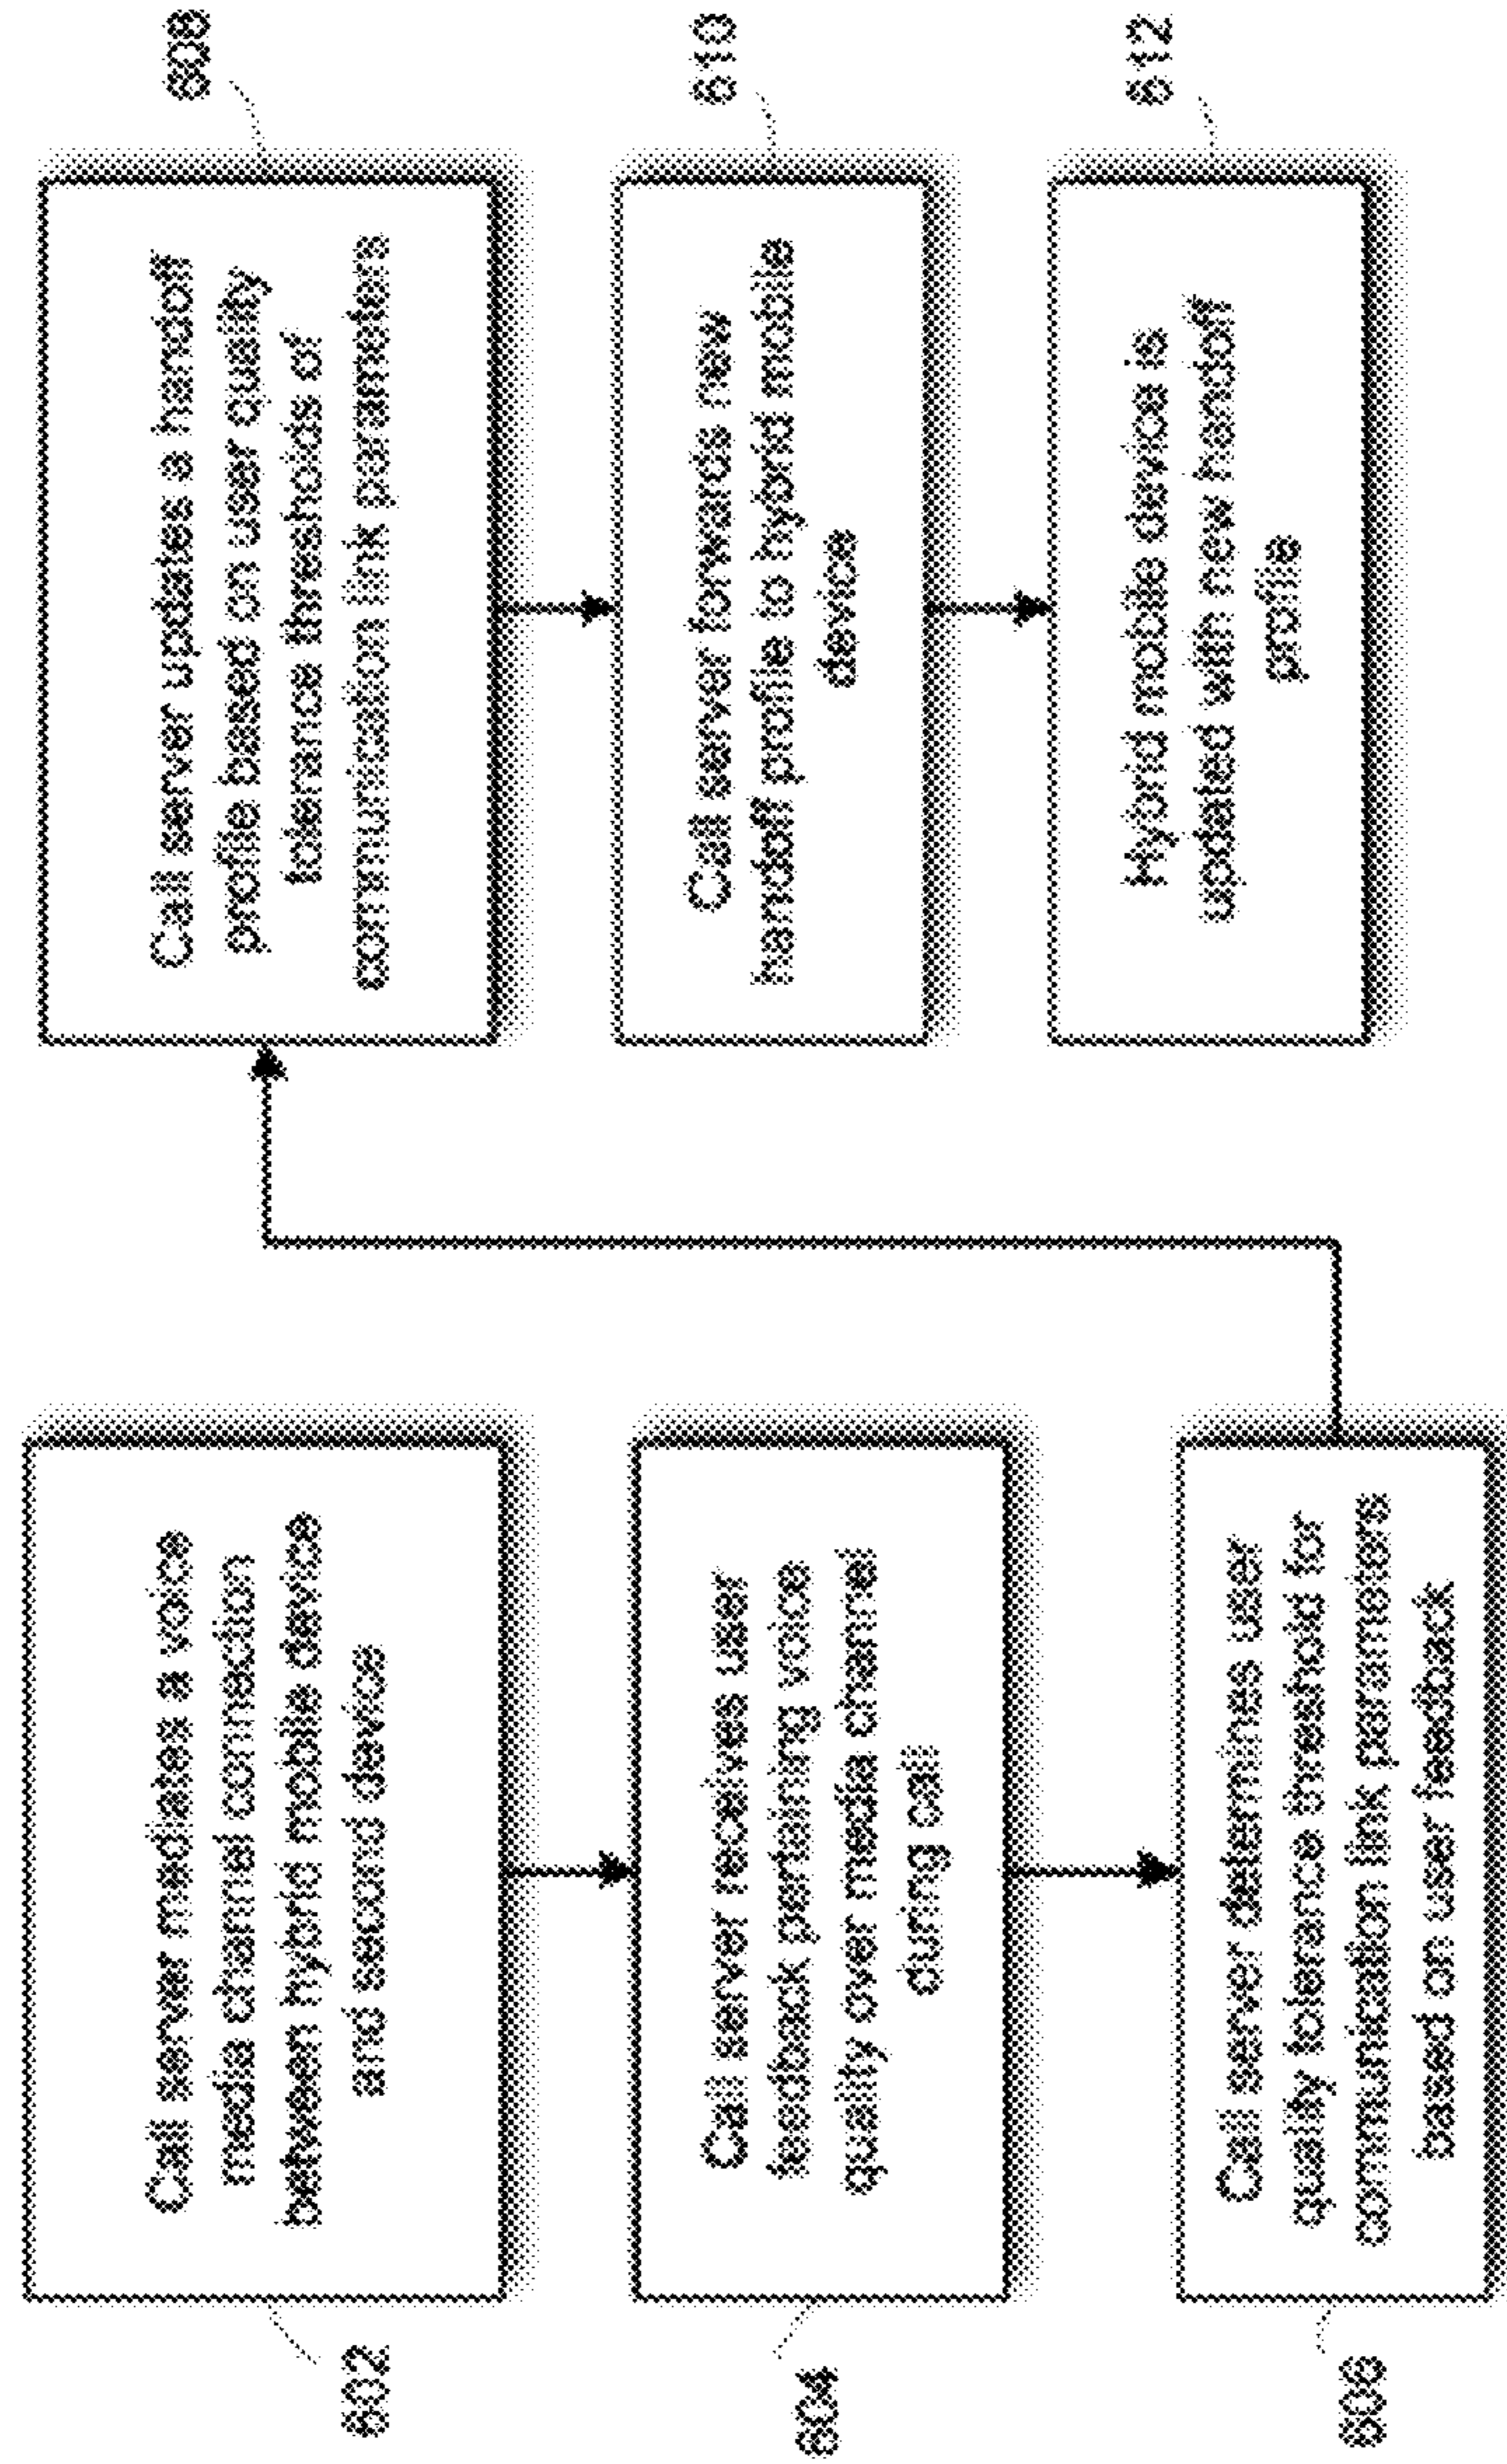 602
Call server mediates a voice
media channel connection
between hybrid mobile device
and second device
604
Call server receives user
feedback pertaining voice
quality over media channel
during call
606
Call server determines user
quality tolerance threshold for
communication link parameters
based on user feedback
608
Call server updates a handoff
profile based on user quality
tolerance thresholds of
communication link parameters
610
Call server forwards new
handoff profile to hybrid mobile
device
612
Hybrid mobile device is
updated with new handoff
profile